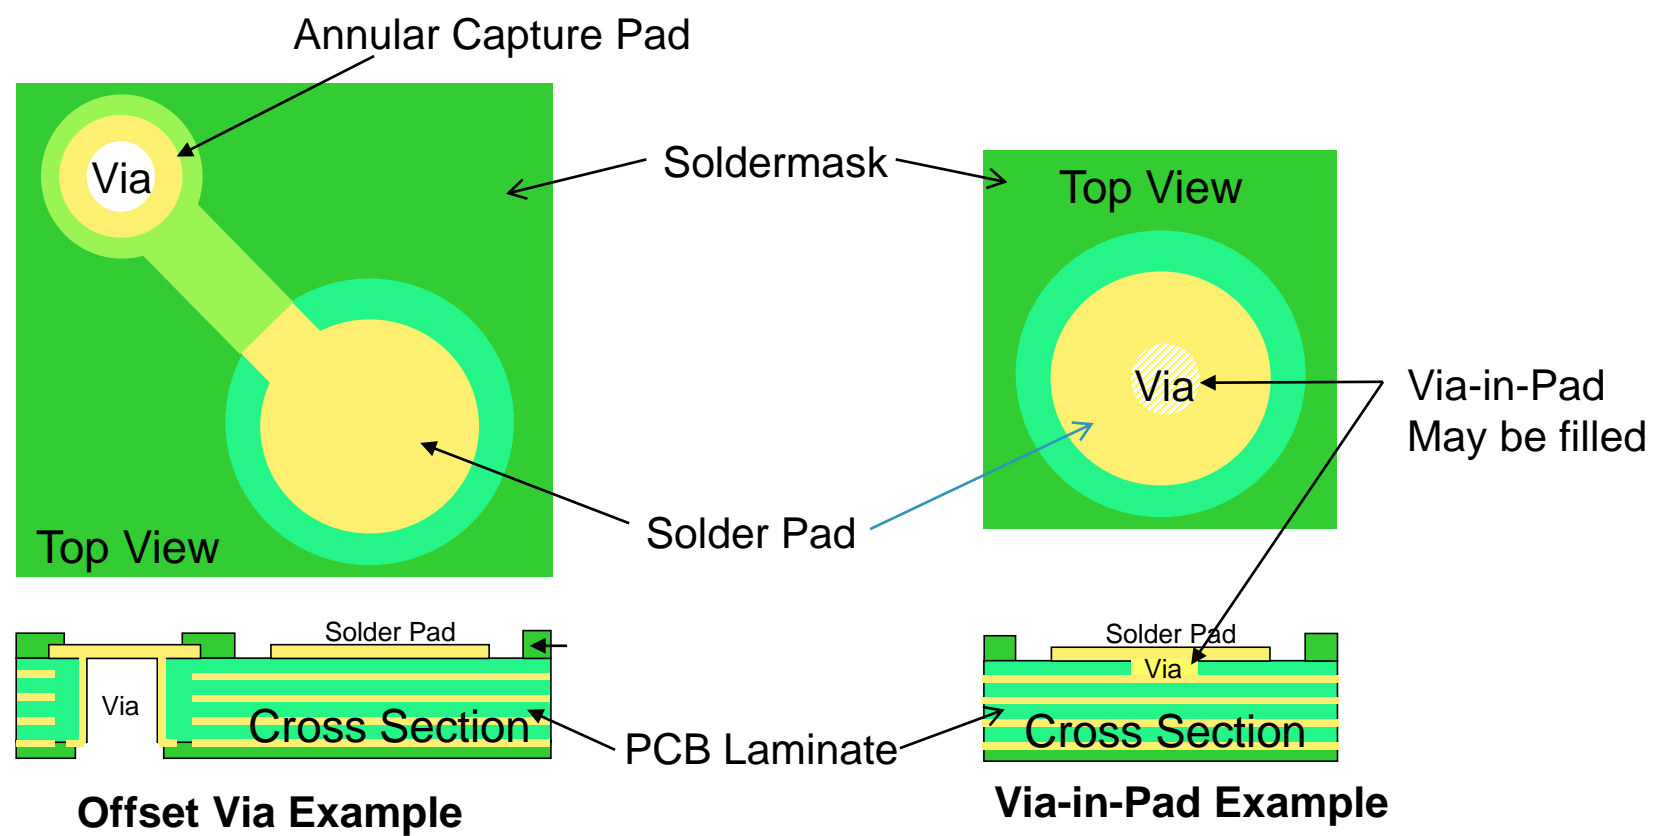 Annular Capture Pad
Via
Soldermask
Top View
Via
Via-in-Pad
May be filled
Solder Pad
Top View
Solder Pad
Via
Cross Section
PCB Laminate
Solder Pad
Via
Cross Section
Offset Via Example
Via-in-Pad Example